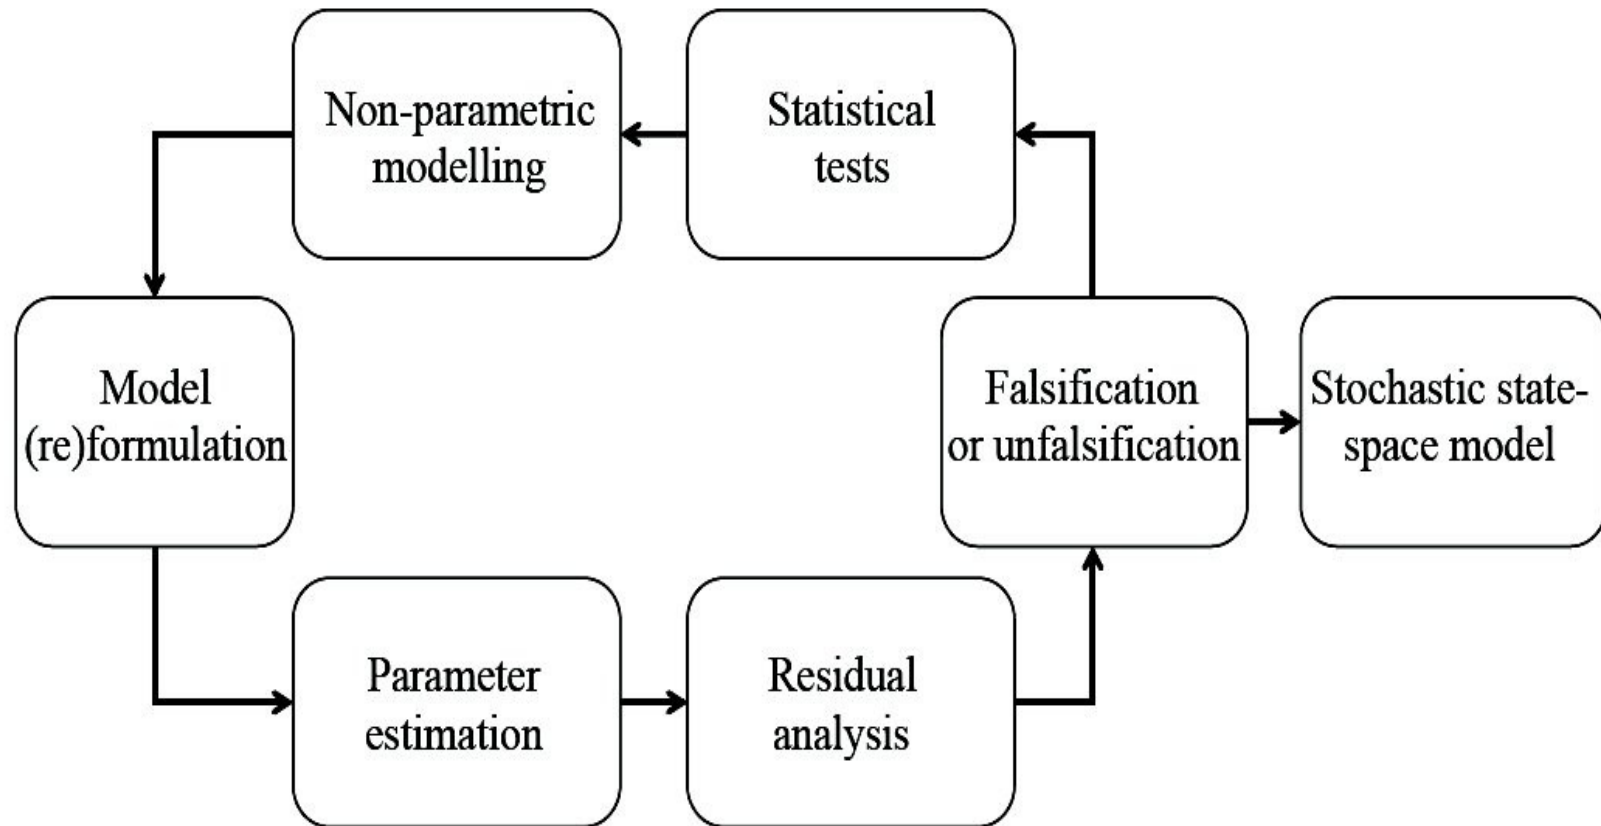 Non-parametric
modelling
Statistical
tests
Model
(re)formulation
Falsification
or unfalsification
Stochastic state-
space model
Parameter
estimation
Residual
analysis